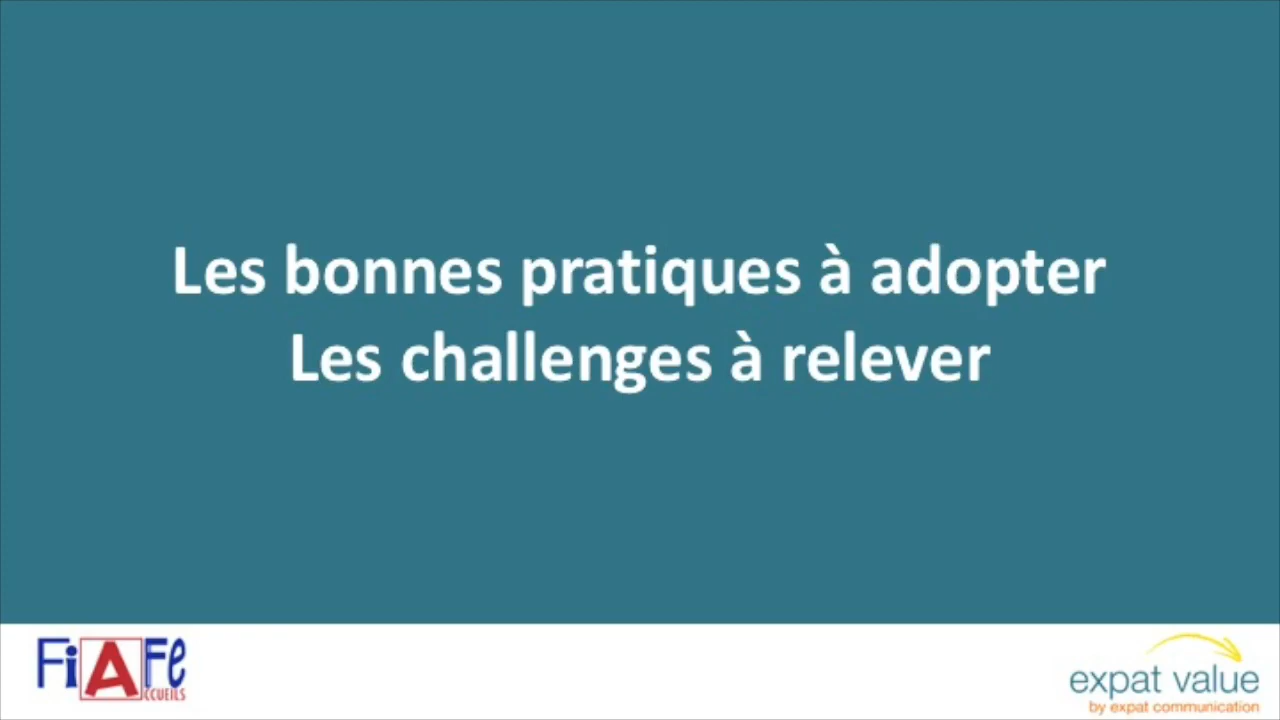 Les bonnes pratiques à adopter
Les challenges à relever
FiAFe
ACCUEILS
expat value
by expat communication